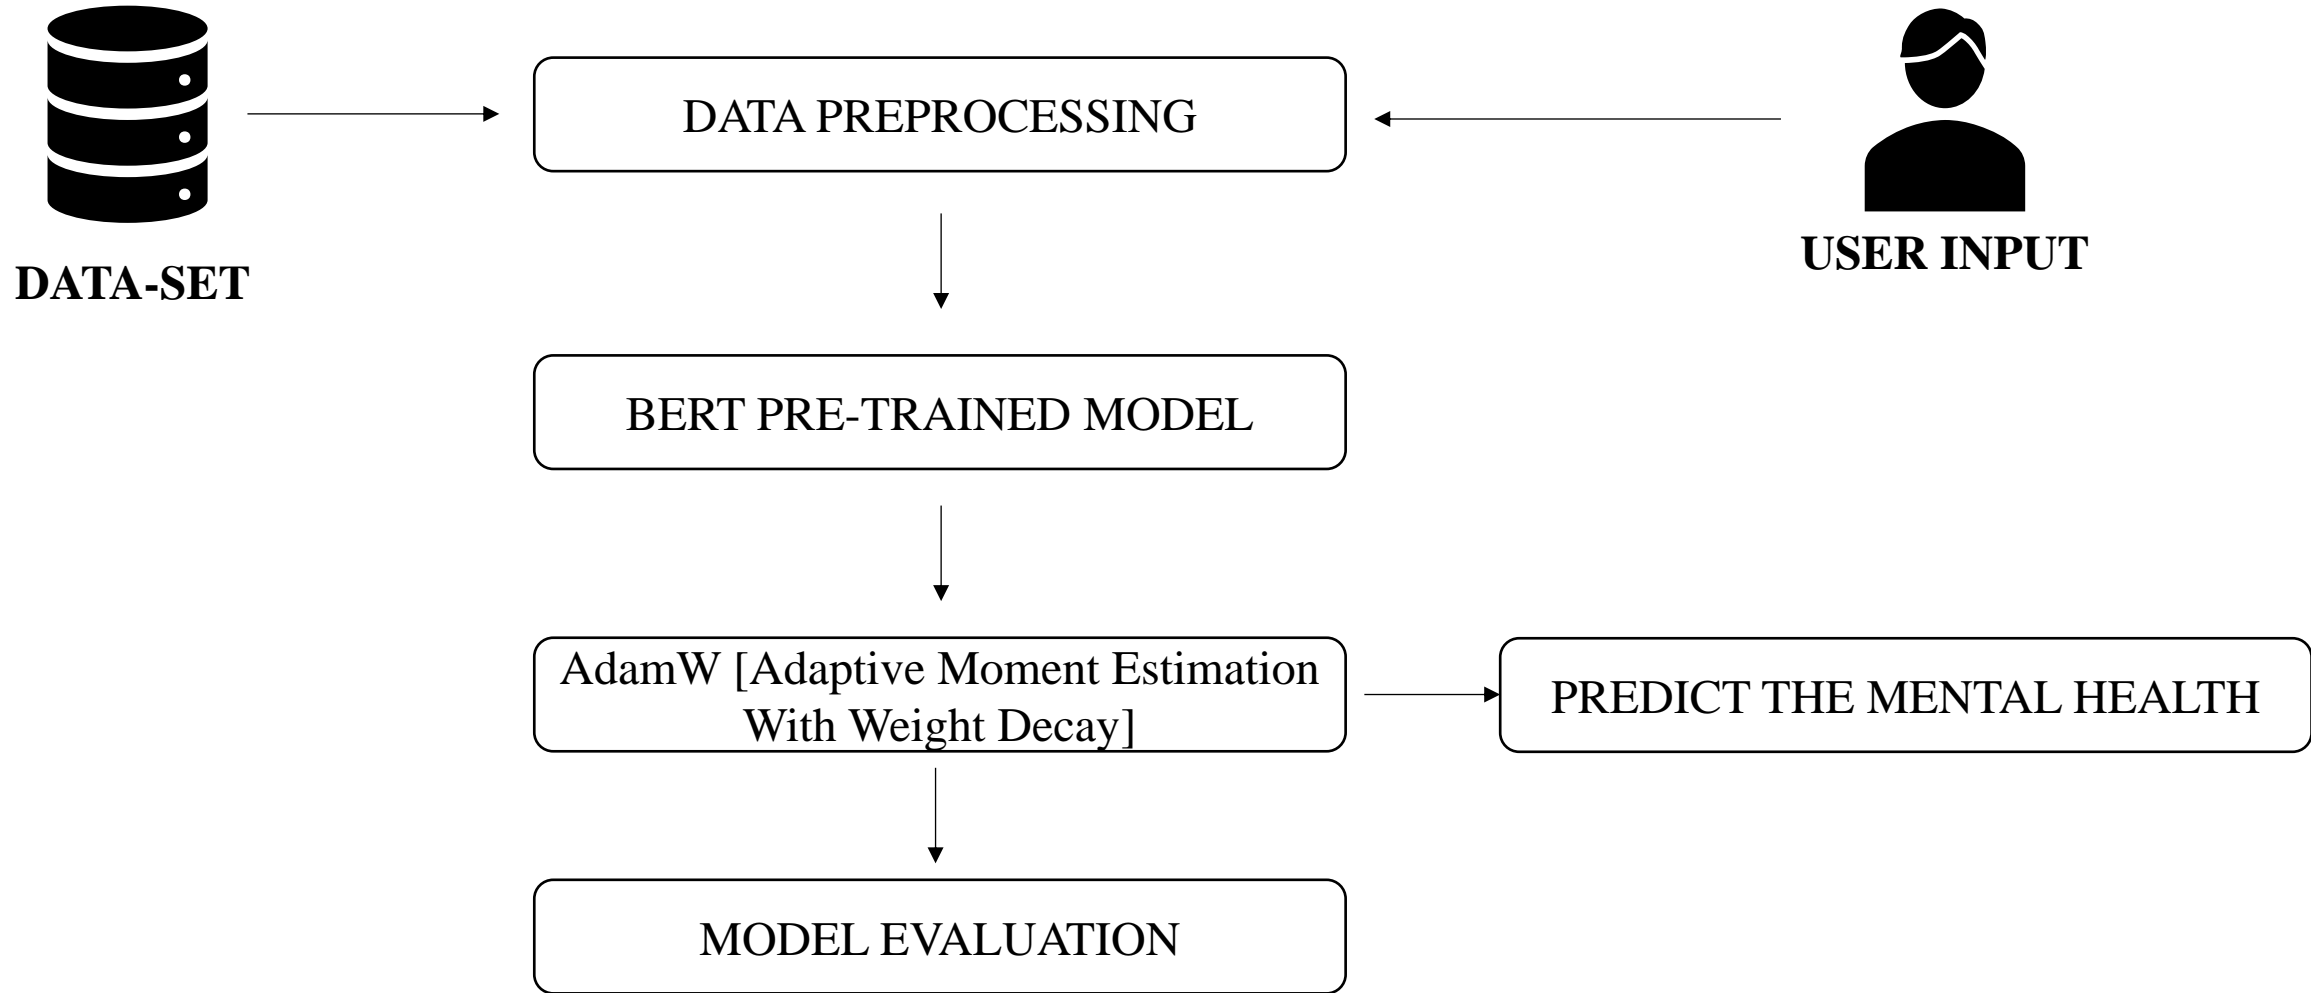 DATA PREPROCESSING
DATA-SET
USER INPUT
BERT PRE-TRAINED MODEL
AdamW [Adaptive Moment Estimation
With Weight Decay]
PREDICT THE MENTAL HEALTH
MODEL EVALUATION